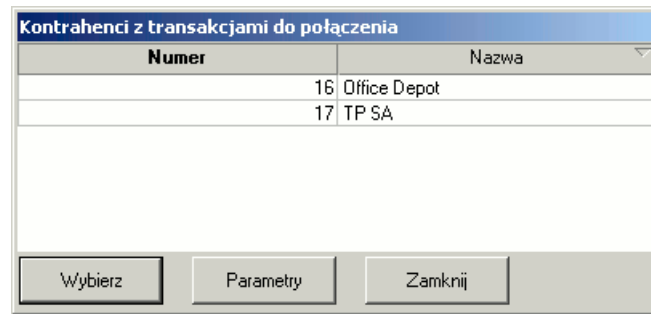 Kontrahenci z transakcjami do połączenia
Numer Nazwa
16 Office Depot
17 TP SA
Wybierz Parametry Zamknij